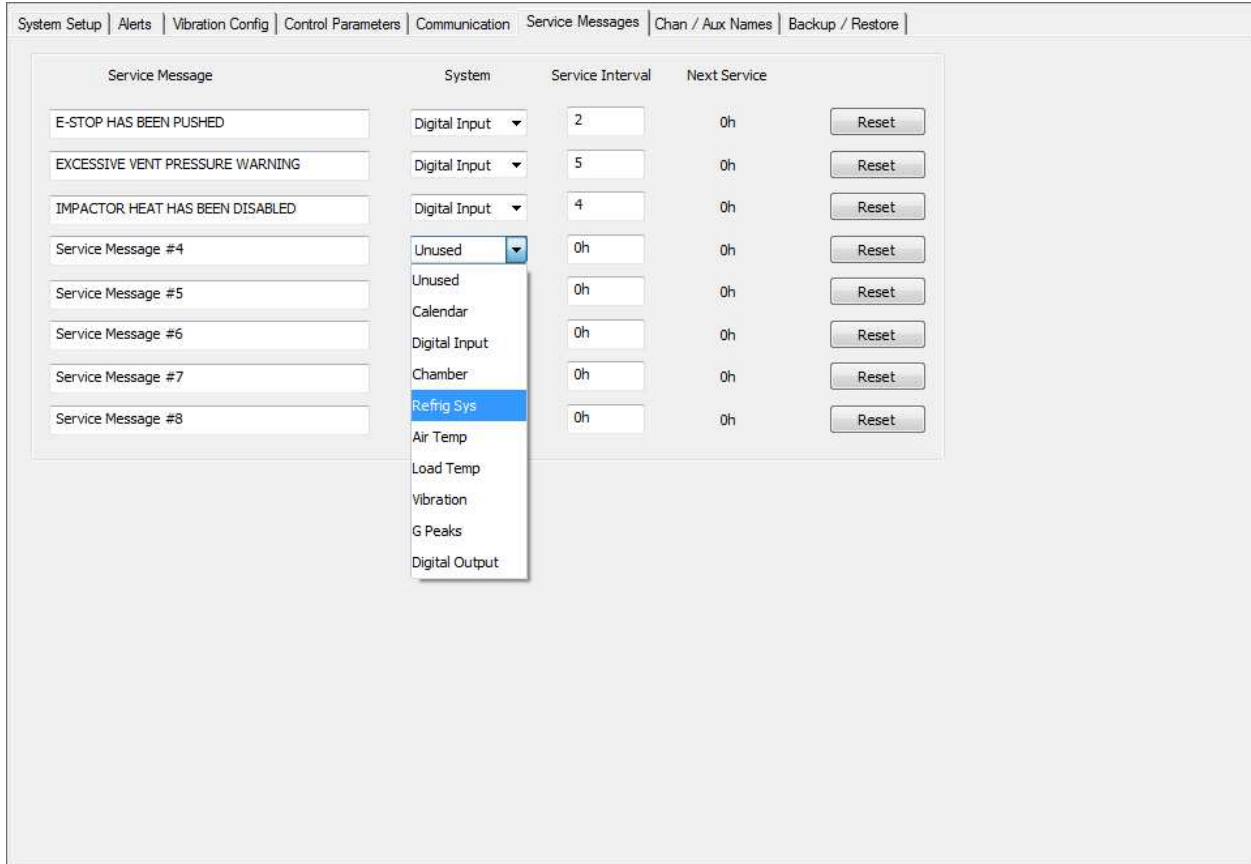 System Setup Alerts Vibration Config Control Parameters Communication Service Messages Chan / Aux Names Backup / Restore
Service Message System Service Interval Next Service
E-STOP HAS BEEN PUSHED Digital Input 2 0h Reset
EXCESSIVE VENT PRESSURE WARNING Digital Input 5 0h Reset
IMPACTOR HEAT HAS BEEN DISABLED Digital Input 4 0h Reset
Service Message #4 Unused 0h 0h Reset
Unused
Service Message #5 0h 0h Reset
Calendar
Service Message #6 0h 0h Reset
Digital Input
Service Message #7 Chamber 0h 0h Reset
Refrig Sys
Service Message #8 0h 0h Reset
Air Temp
Load Temp
Vibration
G Peaks
Digital Output